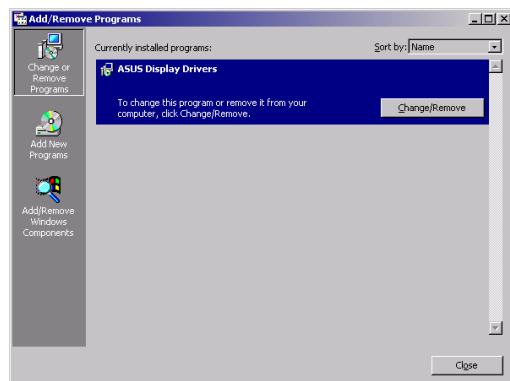 Add/Remove Programs
Change or
Remove
Programs
Add New
Programs
Add/Remove
Windows
Components
Currently installed programs:
Sort by: Name
ASUS Display Drivers
To change this program or remove it from your
computer, click Change/Remove.
Change/Remove
Close